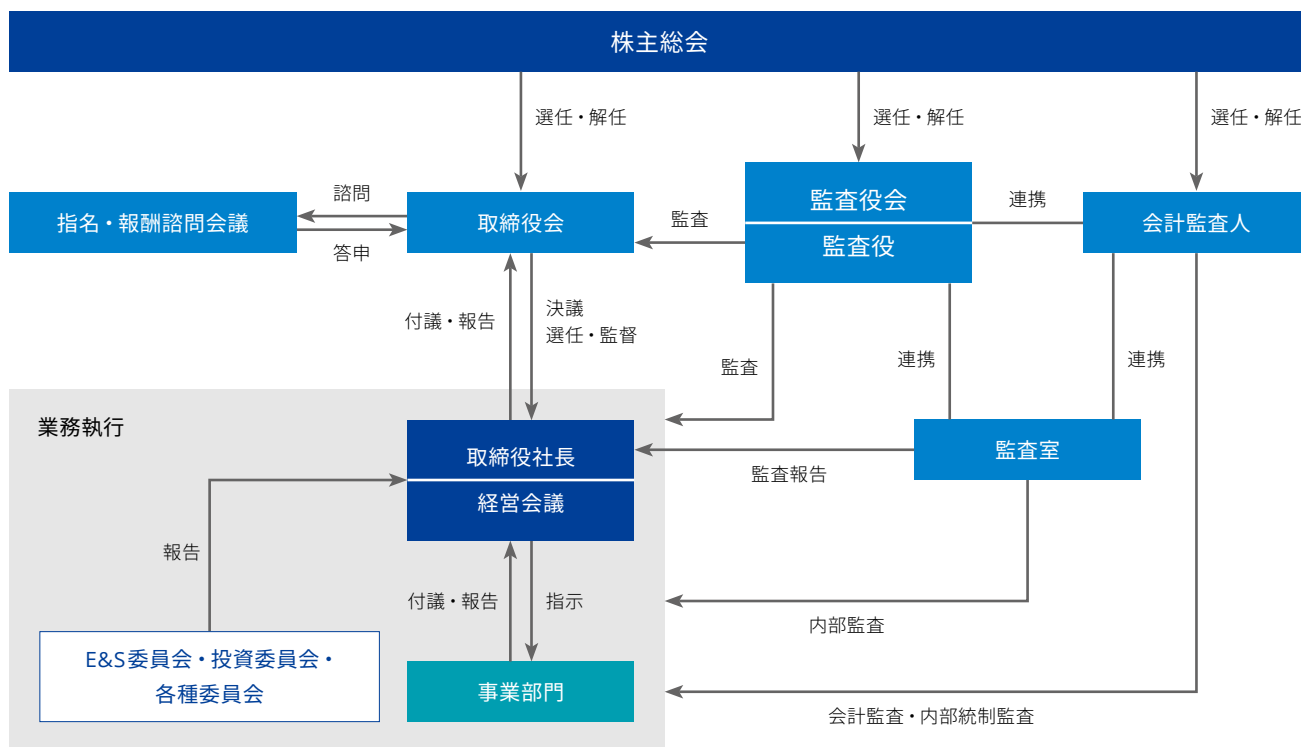 株主総会
選任・解任
選任・解任
選任・解任
指名・報酬諮問会議
諮問
答申
取締役会
監査
監査役会
監査役
連携
会計監査人
付議・報告
決議
選任・監督
監査
連携
連携
業務執行
取締役社長
経営会議
監査報告
監査室
報告
付議・報告
指示
内部監査
E&S委員会・投資委員会・
各種委員会
事業部門
会計監査・内部統制監査